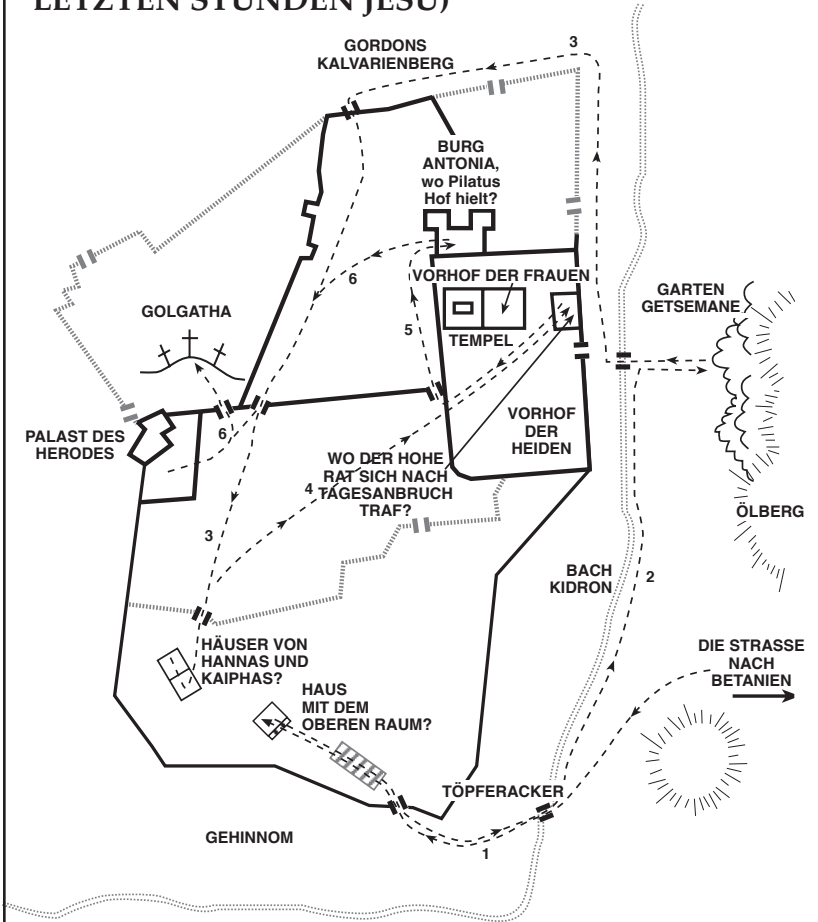 LETZTEN STUNDEN JESU)
3
GORDONS
KALVARIENBERG
BURG
ANTONIA,
wo Pilatus
Hof hielt?
VORHOF DER FRAUEN
6
GARTEN
GETSEMANE
GOLGATHA
5
TEMPEL
PALAST DES
HERODES
6
VORHOF
DER
HEIDEN
WO DER HOHE
RAT SICH NACH
TAGESANBRUCH
TRAF?
4
ÖLBERG
3
BACH
KIDRON
2
HÄUSER VON
HANNAS UND
KAIPHAS?
DIE STRASSE
NACH
BETANIEN
HAUS
MIT DEM
OBEREN RAUM?
TÖPFERACKER
GEHINNOM
1